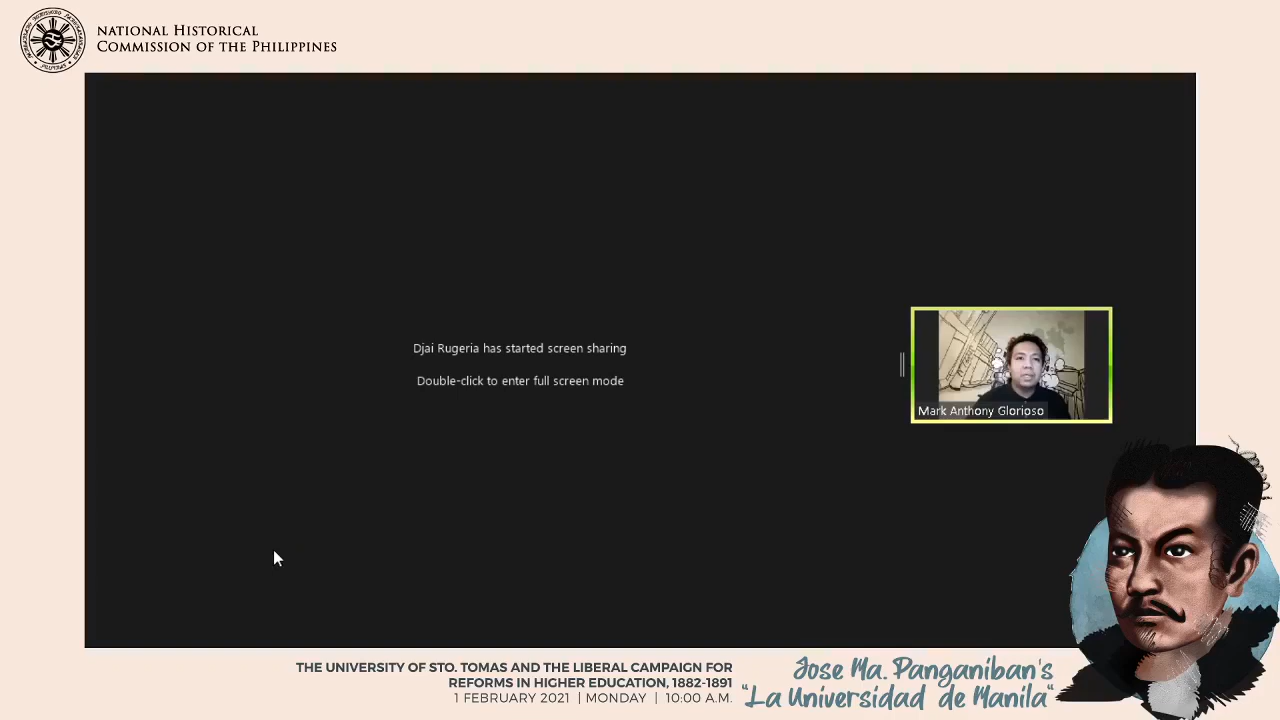 NATIONAL HISTORICAL
COMMISSION OF THE PHILIPPINES
Djai Rugeria has started screen sharing
Double-click to enter full screen mode
Mark Anthony Glorioso
THE UNIVERSITY OF STO. TOMAS AND THE LIBERAL CAMPAIGN FOR
REFORMS IN HIGHER EDUCATION, 1882-1891
1 FEBRUARY 2021 | MONDAY | 10:00 A.M.
Jose Ma. Panganiban's
"La Universidad de Manila"